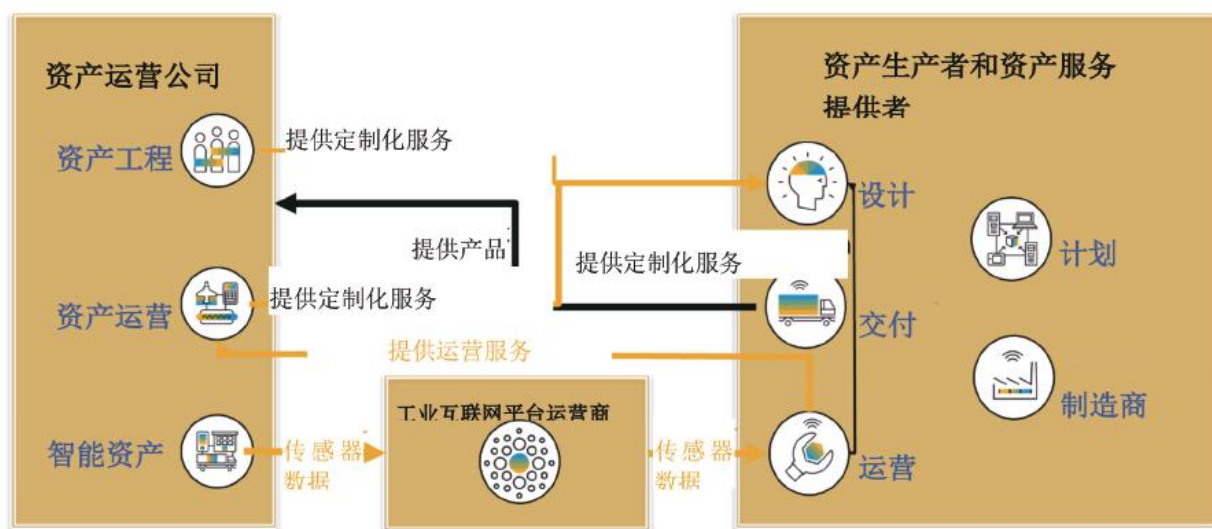 资产运营公司
资产工程
提供定制化服务
提供产品
资产运营
提供定制化服务
提供运营服务
智能资产
传感器
数据
工业互联网平台运营商
传感器
数据
资产生产者和资产服务
提供者
设计
提供定制化服务
计划
交付
制造商
运营